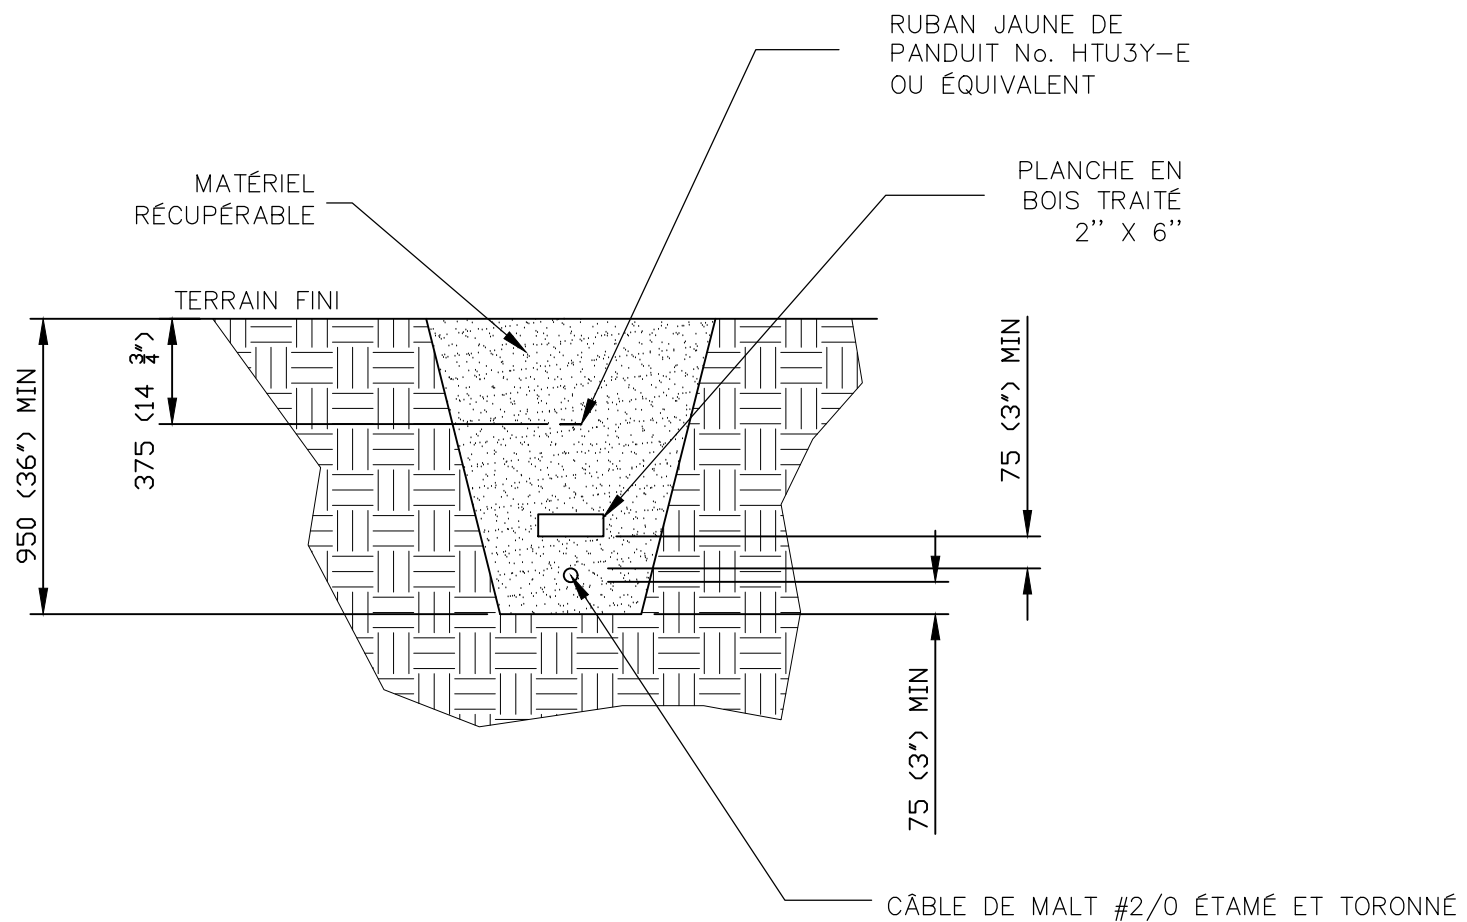 RUBAN JAUNE DE
PANDUIT No. HTU3Y-E
OU ÉQUIVALENT
PLANCHE EN
BOIS TRAITÉ
2'' X 6''
MATÉRIEL
RÉCUPÉRABLE
TERRAIN FINI
950 (36") MIN
375 (14 3/4")
75 (3") MIN
75 (3") MIN
CÂBLE DE MALT #2/0 ÉTAMÉ ET TORONNÉ